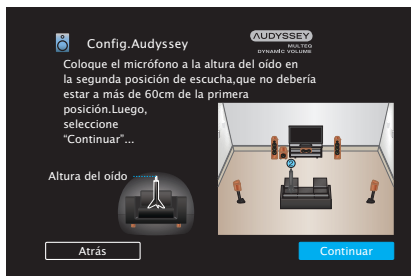 Config.Audyssey
AUDYSSEY
MULTEQ
DYNAMIC VOLUME
Coloque el micrófono a la altura del oído en
la segunda posición de escucha,que no debería
estar a más de 60cm de la primera
posición.Luego,
seleccione
“Continuar”...
2
Altura del oído
Atrás
Continuar